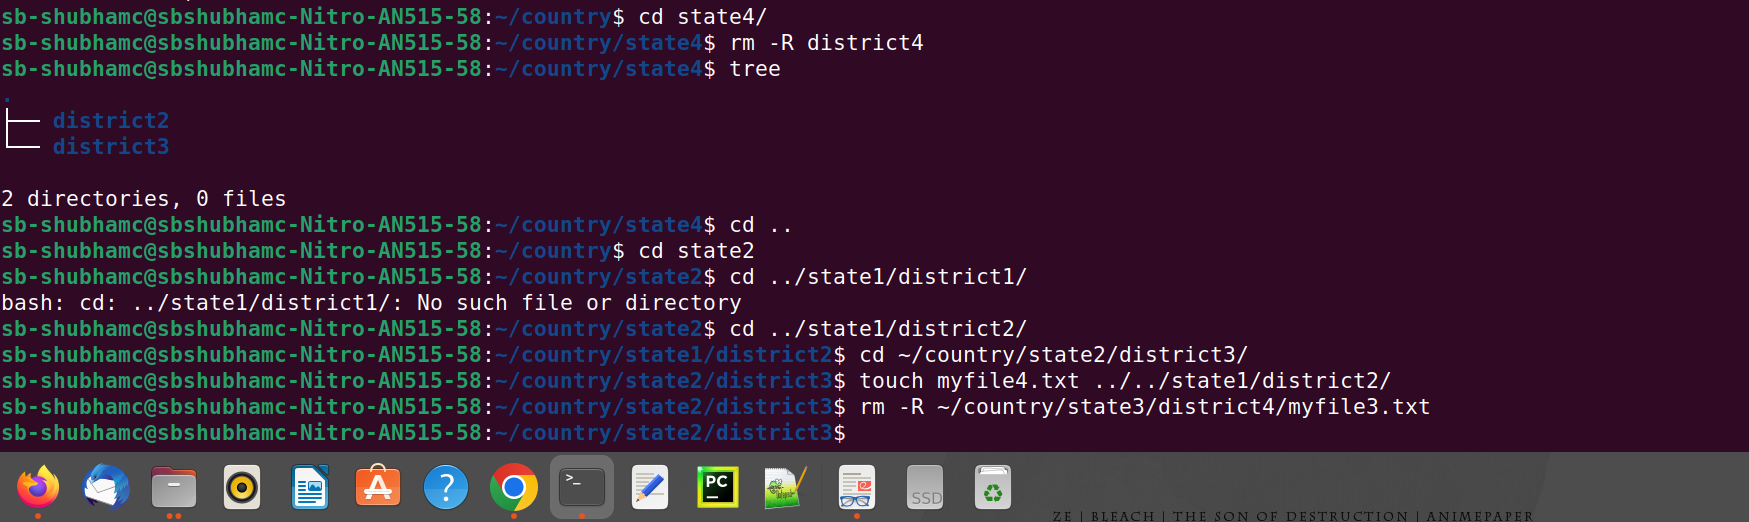 sb-shubhamc@sbshubhamc-Nitro-AN515-58:~/country$ cd state4/
sb-shubhamc@sbshubhamc-Nitro-AN515-58:~/country/state4$ rm -R district4
sb-shubhamc@sbshubhamc-Nitro-AN515-58:~/country/state4$ tree
.
├── district2
└── district3
2 directories, 0 files
sb-shubhamc@sbshubhamc-Nitro-AN515-58:~/country/state4$ cd ..
sb-shubhamc@sbshubhamc-Nitro-AN515-58:~/country$ cd state2
sb-shubhamc@sbshubhamc-Nitro-AN515-58:~/country/state2$ cd ../state1/district1/
bash: cd: ../state1/district1/: No such file or directory
sb-shubhamc@sbshubhamc-Nitro-AN515-58:~/country/state2$ cd ../state1/district2/
sb-shubhamc@sbshubhamc-Nitro-AN515-58:~/country/state1/district2$ cd ~/country/state2/district3/
sb-shubhamc@sbshubhamc-Nitro-AN515-58:~/country/state2/district3$ touch myfile4.txt ../../state1/district2/
sb-shubhamc@sbshubhamc-Nitro-AN515-58:~/country/state2/district3$ rm -R ~/country/state3/district4/myfile3.txt
sb-shubhamc@sbshubhamc-Nitro-AN515-58:~/country/state2/district3$
>_
PC
SSD
ZE | BLEACH | THE SON OF DESTRUCTION | ANIMEPAPER